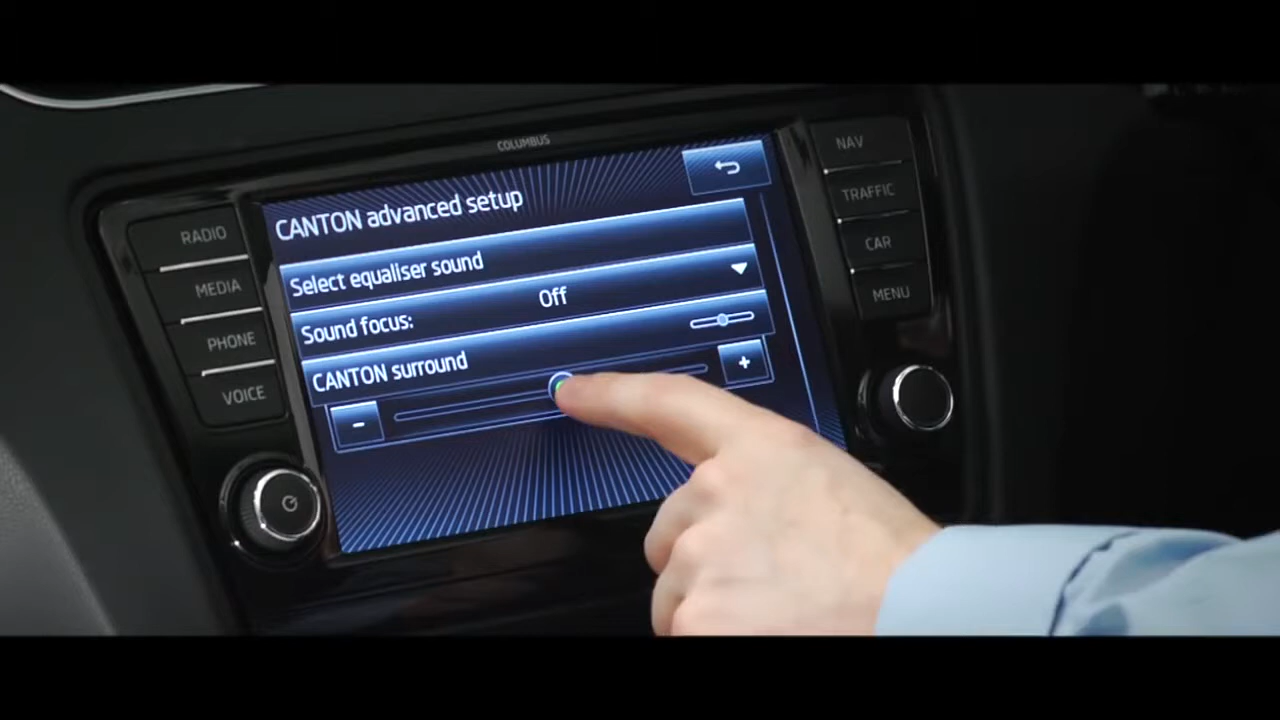 COLUMBUS
RADIO
MEDIA
PHONE
VOICE
CANTON advanced setup
Select equaliser sound
Sound focus: Off
CANTON surround
-
+
NAV
TRAFFIC
CAR
MENU